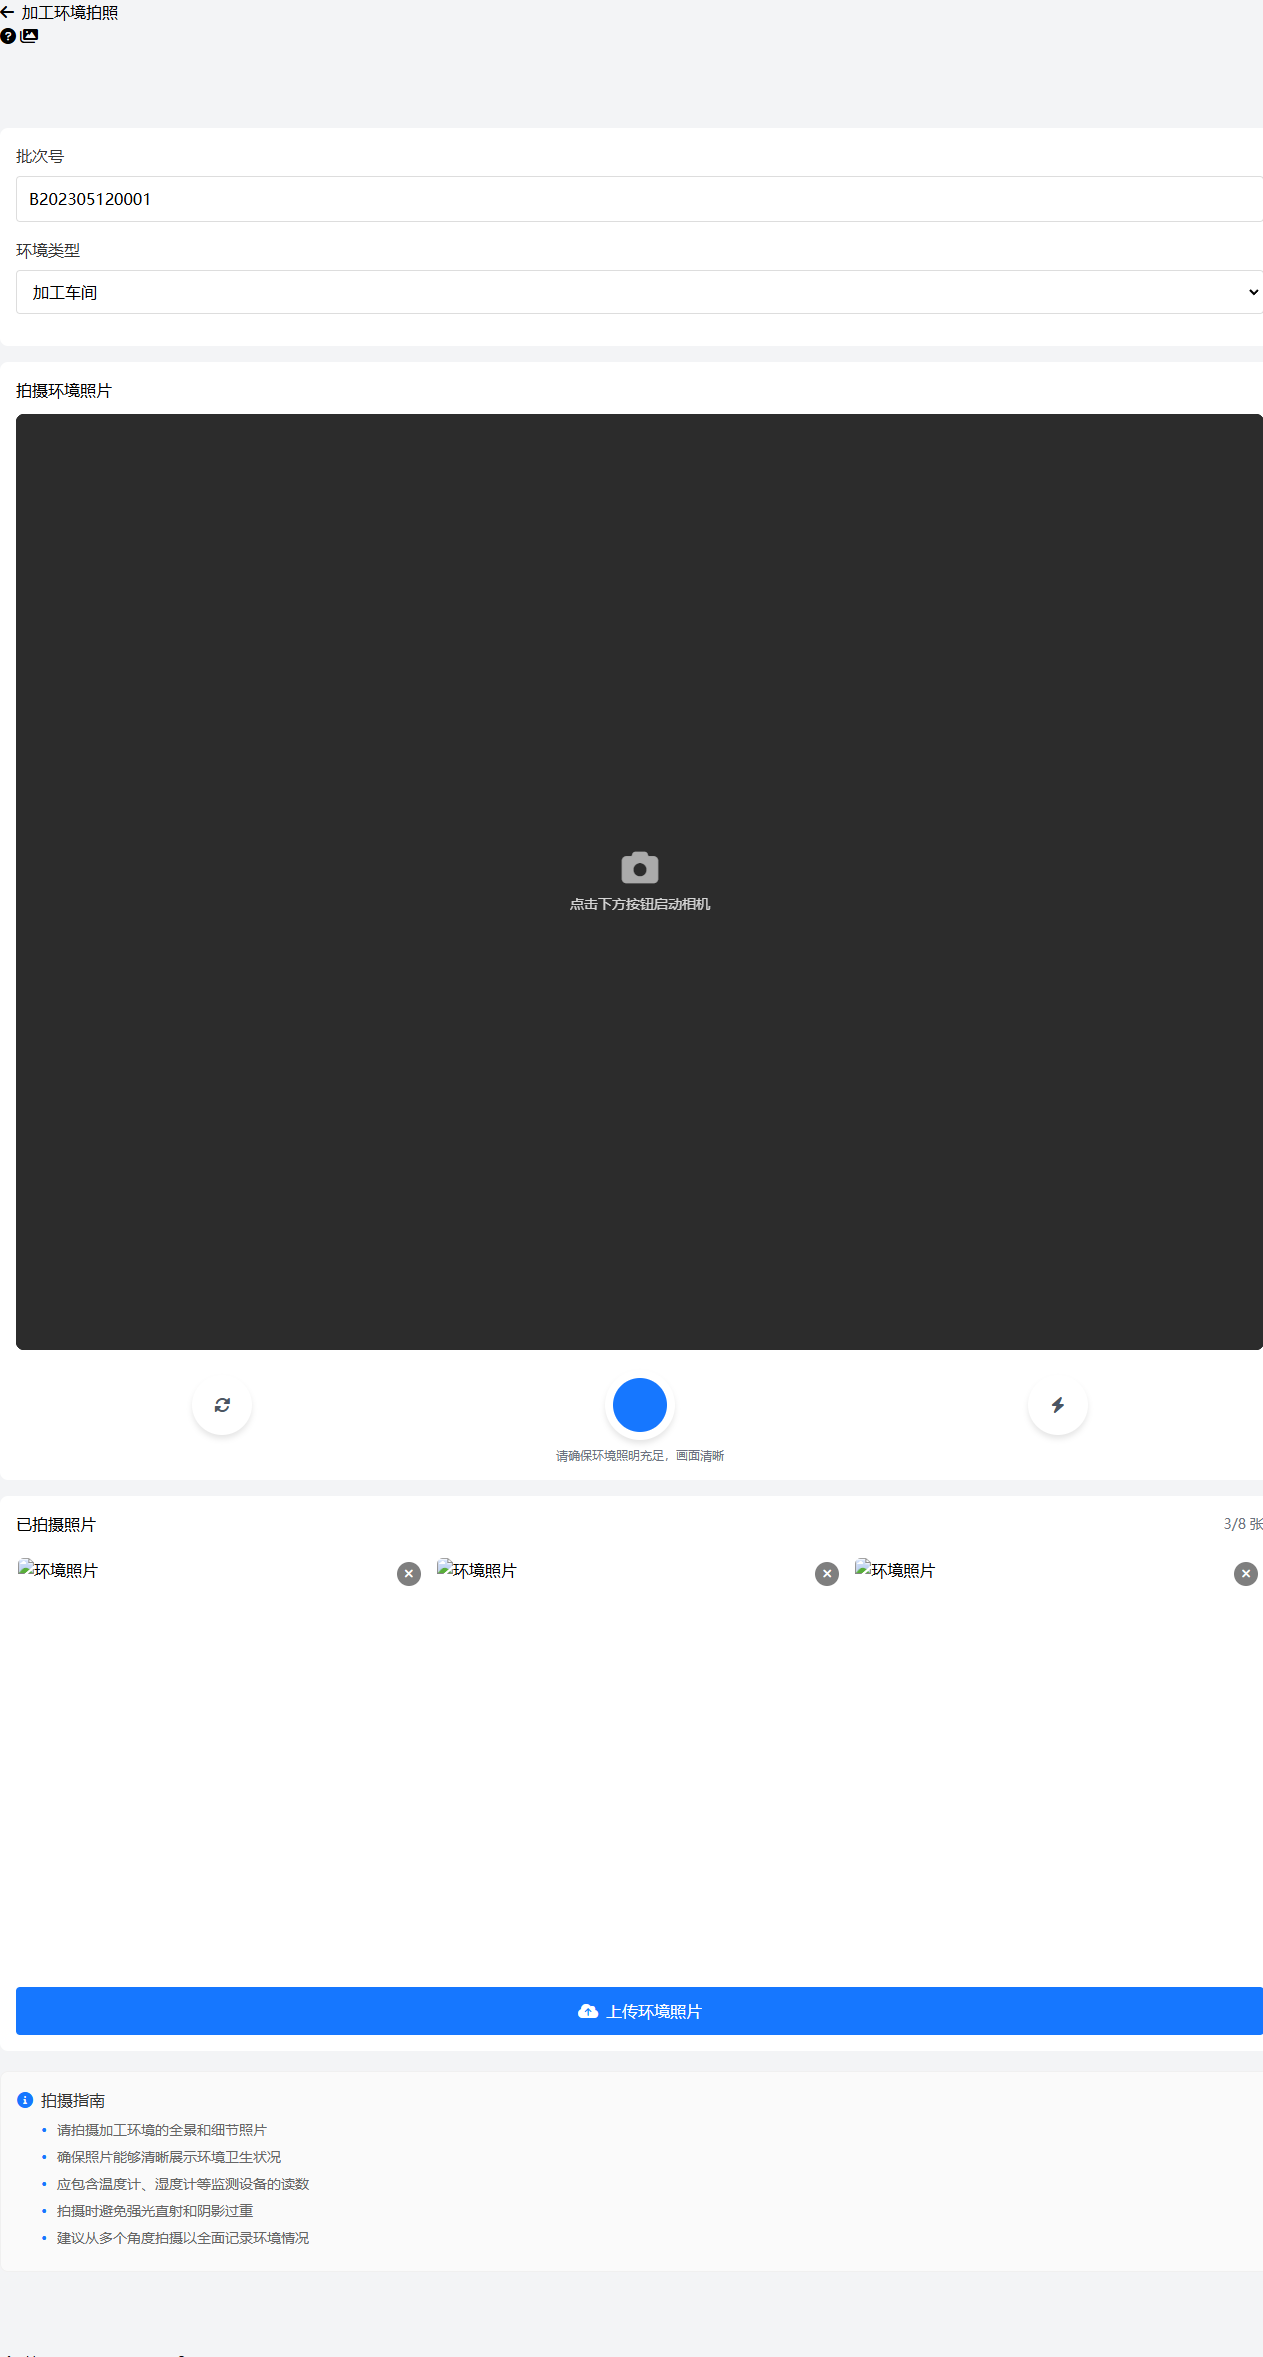 加工环境拍照
批次号
B202305120001
环境类型
加工车间
拍摄环境照片
点击下方按钮启动相机
请确保环境照明充足，画面清晰
已拍摄照片
3/8 张
环境照片
环境照片
环境照片
上传环境照片
拍摄指南
• 请拍摄加工环境的全景和细节照片
• 确保照片能够清晰展示环境卫生状况
• 应包含温度计、湿度计等监测设备的读数
• 拍摄时避免强光直射和阴影过重
• 建议从多个角度拍摄以全面记录环境情况